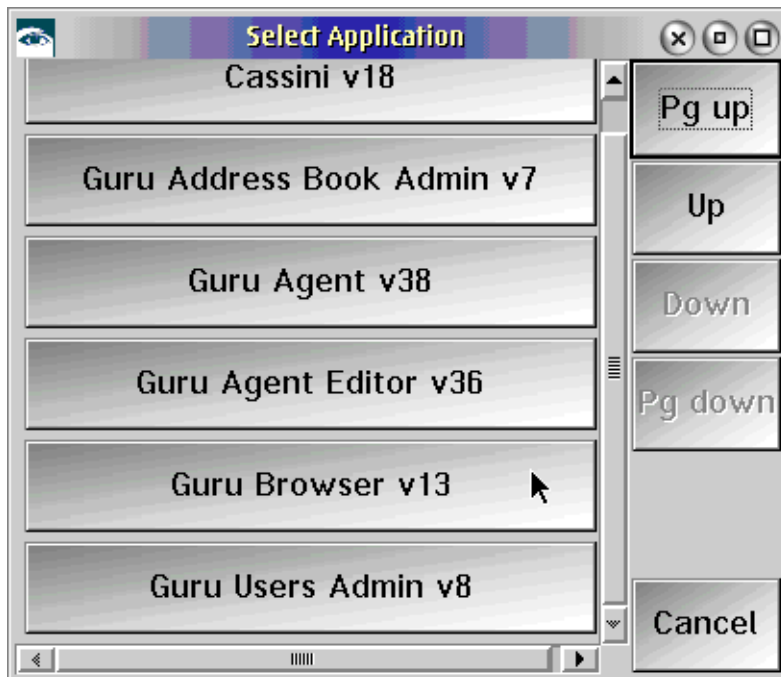 Select Application
Cassini v18
Guru Address Book Admin v7
Guru Agent v38
Guru Agent Editor v36
Guru Browser v13
Guru Users Admin v8
Pg up
Up
Down
Pg down
Cancel